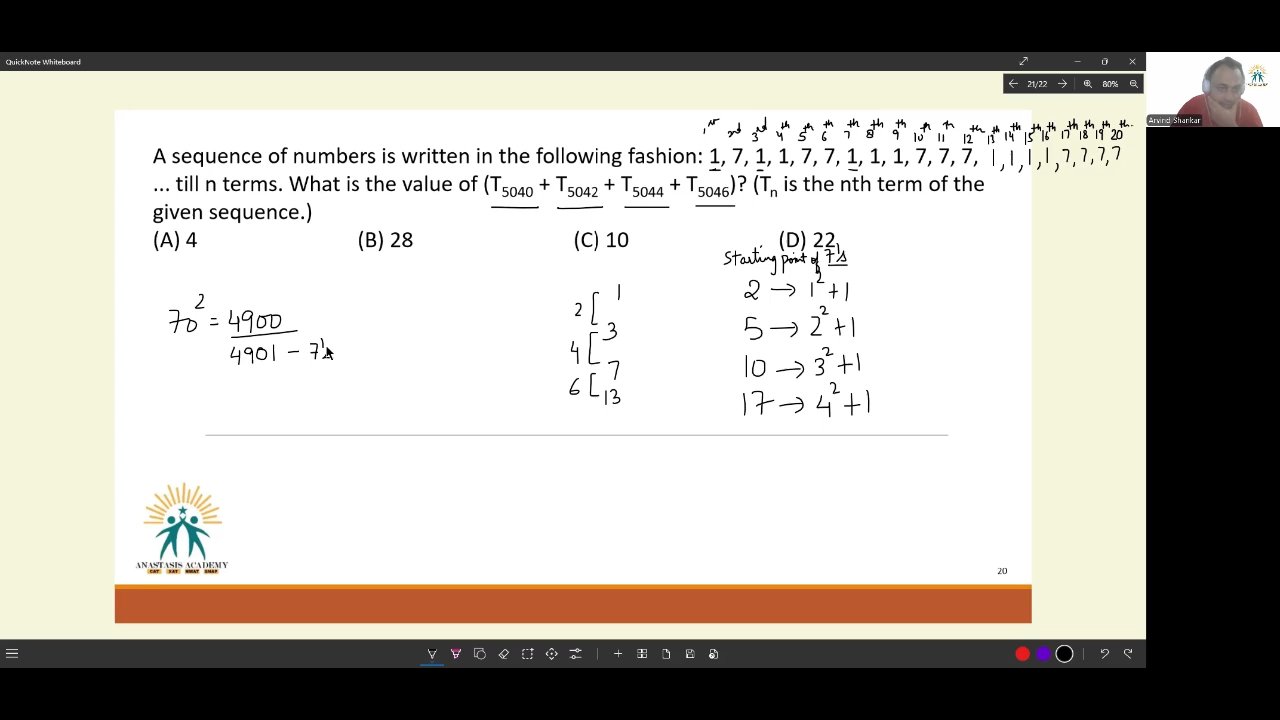 QuickNote Whiteboard
21/22
80%
Arvind Shankar
1st 2nd 3rd 4th 5th 6th 7th 8th 9th 10th 11th 12th 13th 14th 15th 16th 17th 18th 19th 20th
A sequence of numbers is written in the following fashion: 1, 7, 1, 1, 7, 7, 1, 1, 1, 7, 7, 7, 1, 1, 1, 1, 7, 7, 7, 7
... till n terms. What is the value of (T5040 + T5042 + T5044 + T5046)? (Tn is the nth term of the
given sequence.)
(A) 4 (B) 28 (C) 10 (D) 22
Starting point of 7's
70² = 4900
4901 - 7's
2 [ 1
3
4 [ 7
6 [ 13
2 → 1² + 1
5 → 2² + 1
10 → 3² + 1
17 → 4² + 1
ANASTASIS ACADEMY
CAT XAT NMAT SNAP
20